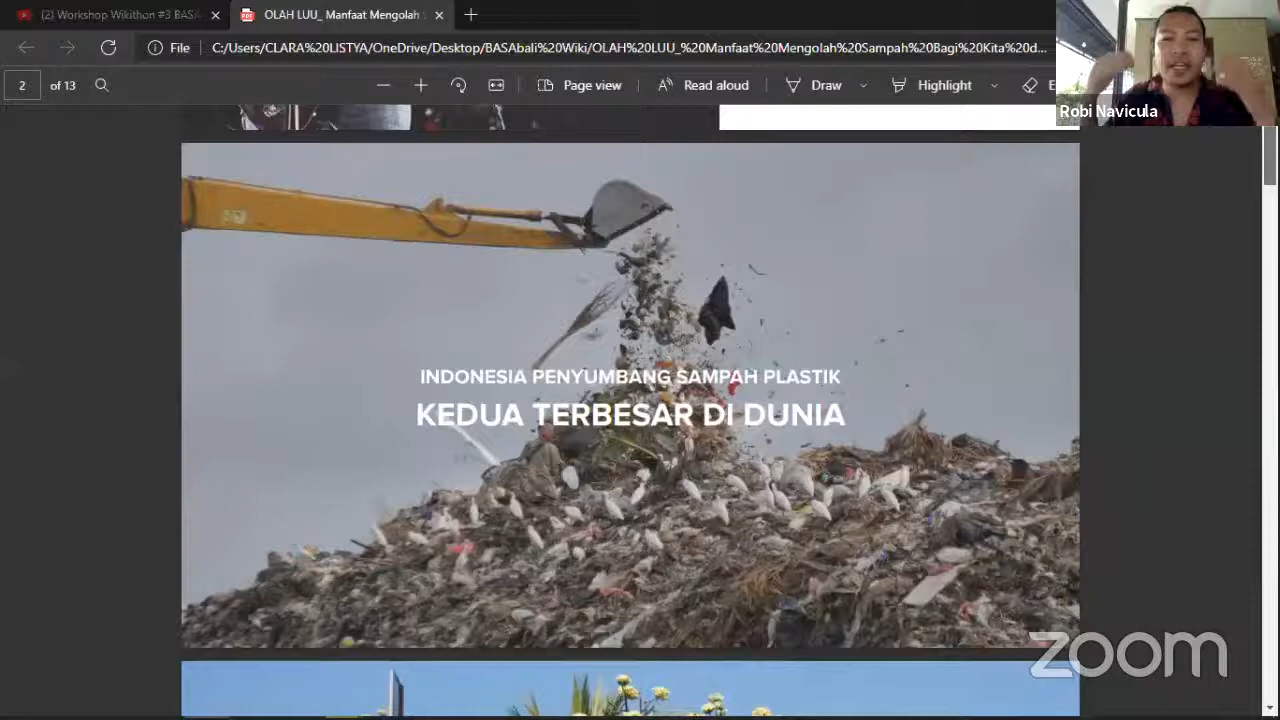 (2) Workshop Wikithon #3 BASA
OLAH LUU_ Manfaat Mengolah
File
C:/Users/CLARA%20LISTYA/OneDrive/Desktop/BASAbali%20Wiki/OLAH%20LUU_%20Manfaat%20Mengolah%20Sampah%20Bagi%20Kita%20d...
2 of 13
Page view
Read aloud
Draw
Highlight
E
Robi Navicula
INDONESIA PENYUMBANG SAMPAH PLASTIK
KEDUA TERBESAR DI DUNIA
zoom